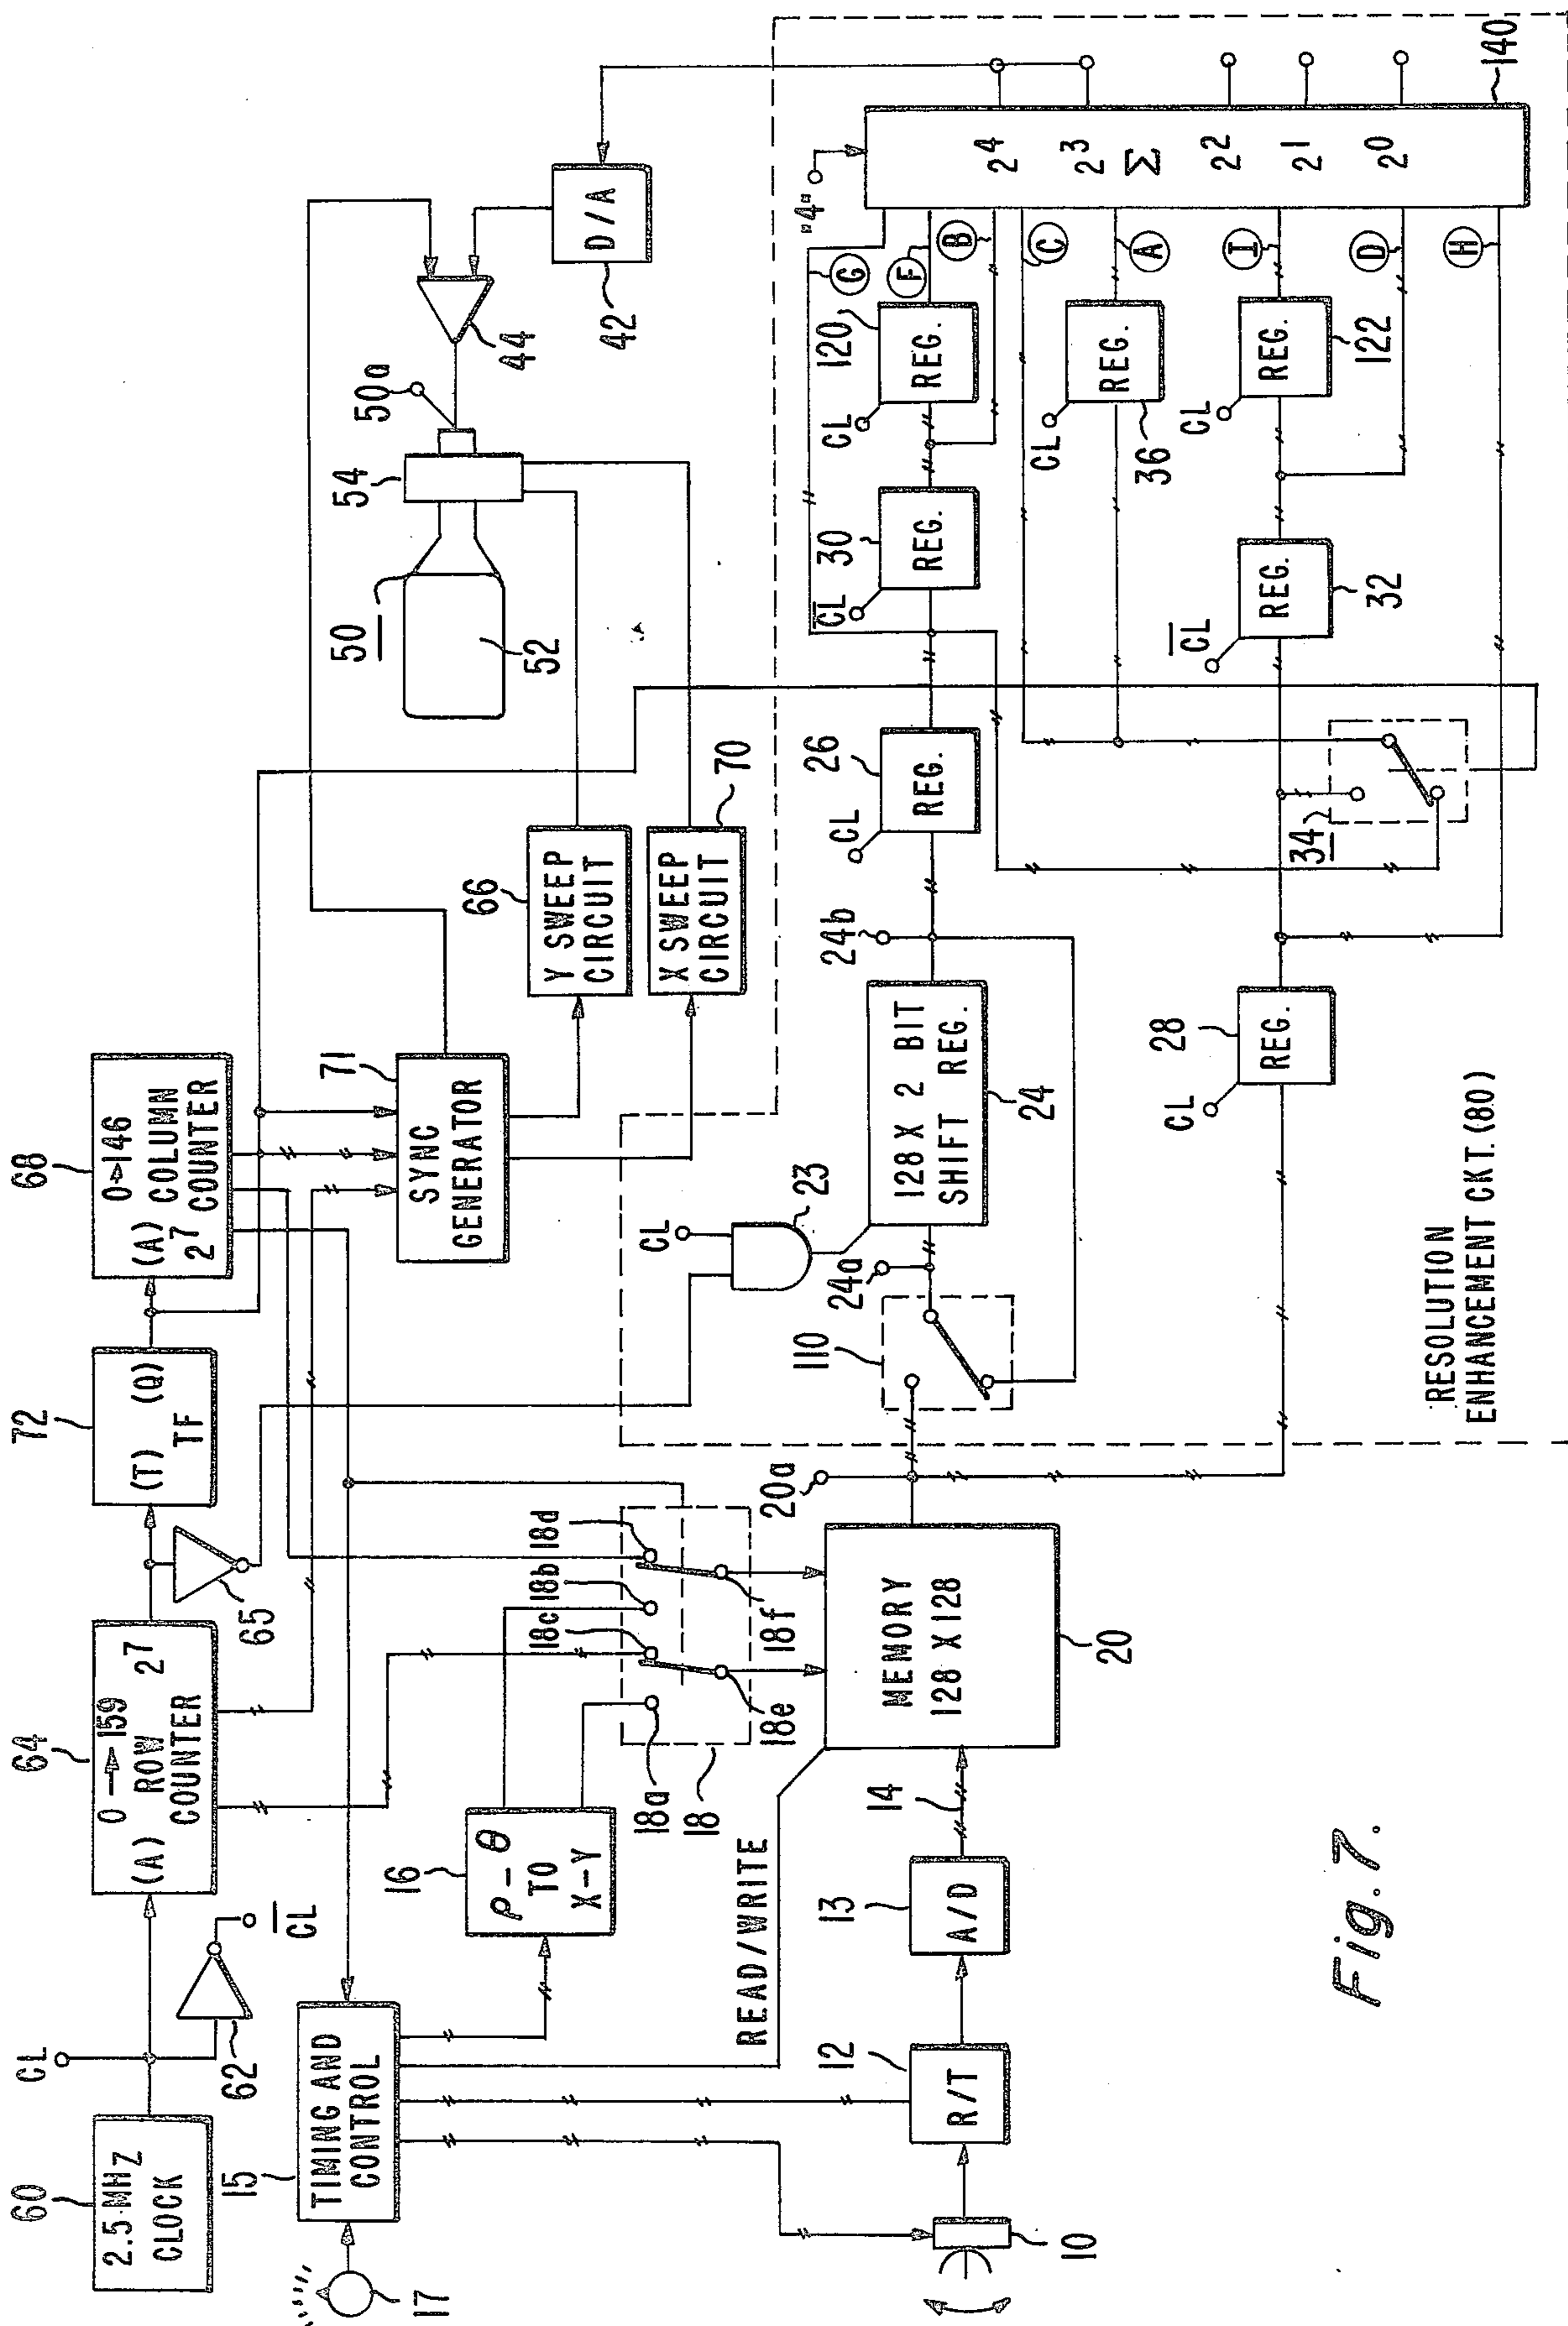 60
2.5 MHZ
CLOCK
CL
62
C̅L̅
64
0→159
(A) ROW 2⁷
COUNTER
65
72
(T) (Q)
TF
68
0→146
(A) COLUMN
2⁷ COUNTER
17
15
TIMING AND
CONTROL
16
ρ-θ
TO
X-Y
18a
18
18c
18b
18d
18e
18f
71
SYNC
GENERATOR
66
Y SWEEP
CIRCUIT
X SWEEP
CIRCUIT
70
50
52
54
50a
44
D/A
42
10
12
R/T
13
A/D
14
READ/WRITE
MEMORY
128 X 128
20
20a
110
24a
CL
23
128 X 2 BIT
SHIFT REG.
24
24b
CL
26
REG.
C̅L̅
30
REG.
CL
120
REG.
G
F
B
C
CL
REG.
36
A
CL
28
REG.
34
C̅L̅
REG.
32
CL
REG.
122
I
D
H
"4"
2⁴
2³
Σ
2²
2¹
2⁰
140
RESOLUTION
ENHANCEMENT CKT. (80)
Fig. 7.